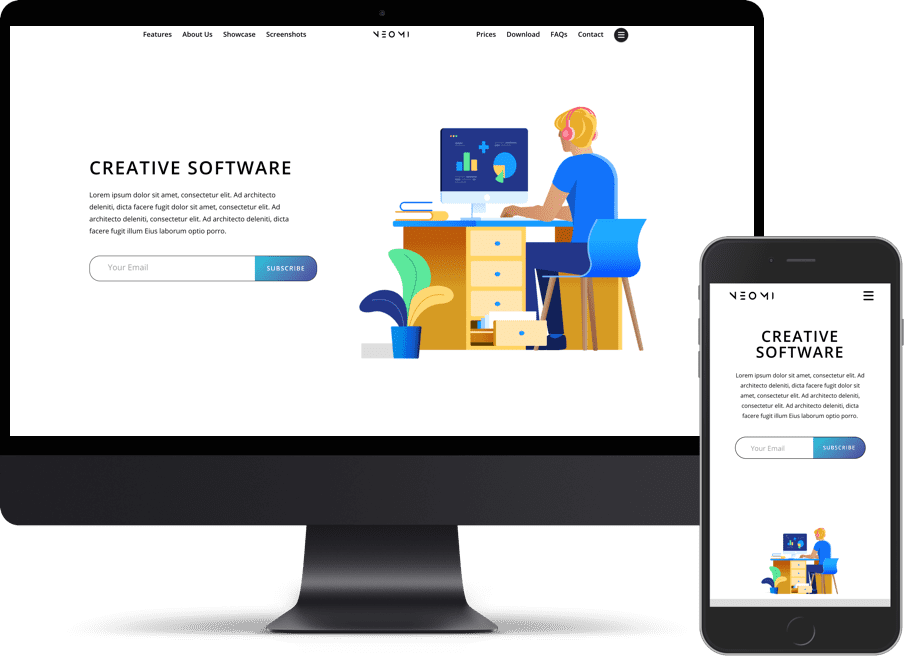 Features About Us Showcase Screenshots NEOMI Prices Download FAQs Contact
CREATIVE SOFTWARE
Lorem ipsum dolor sit amet, consectetur elit. Ad architecto
deleniti, dicta facere fugit dolor sit amet, consectetur elit. Ad
architecto deleniti, consectetur elit. Ad architecto deleniti, dicta
facere fugit illum Eius laborum optio porro.
Your Email SUBSCRIBE
NEOMI
CREATIVE
SOFTWARE
Lorem ipsum dolor sit amet, consectetur elit. Ad
architecto deleniti, dicta facere fugit dolor sit
amet, consectetur elit. Ad architecto deleniti,
consectetur elit. Ad architecto deleniti, dicta
facere fugit illum Eius laborum optio porro.
Your Email SUBSCRIBE